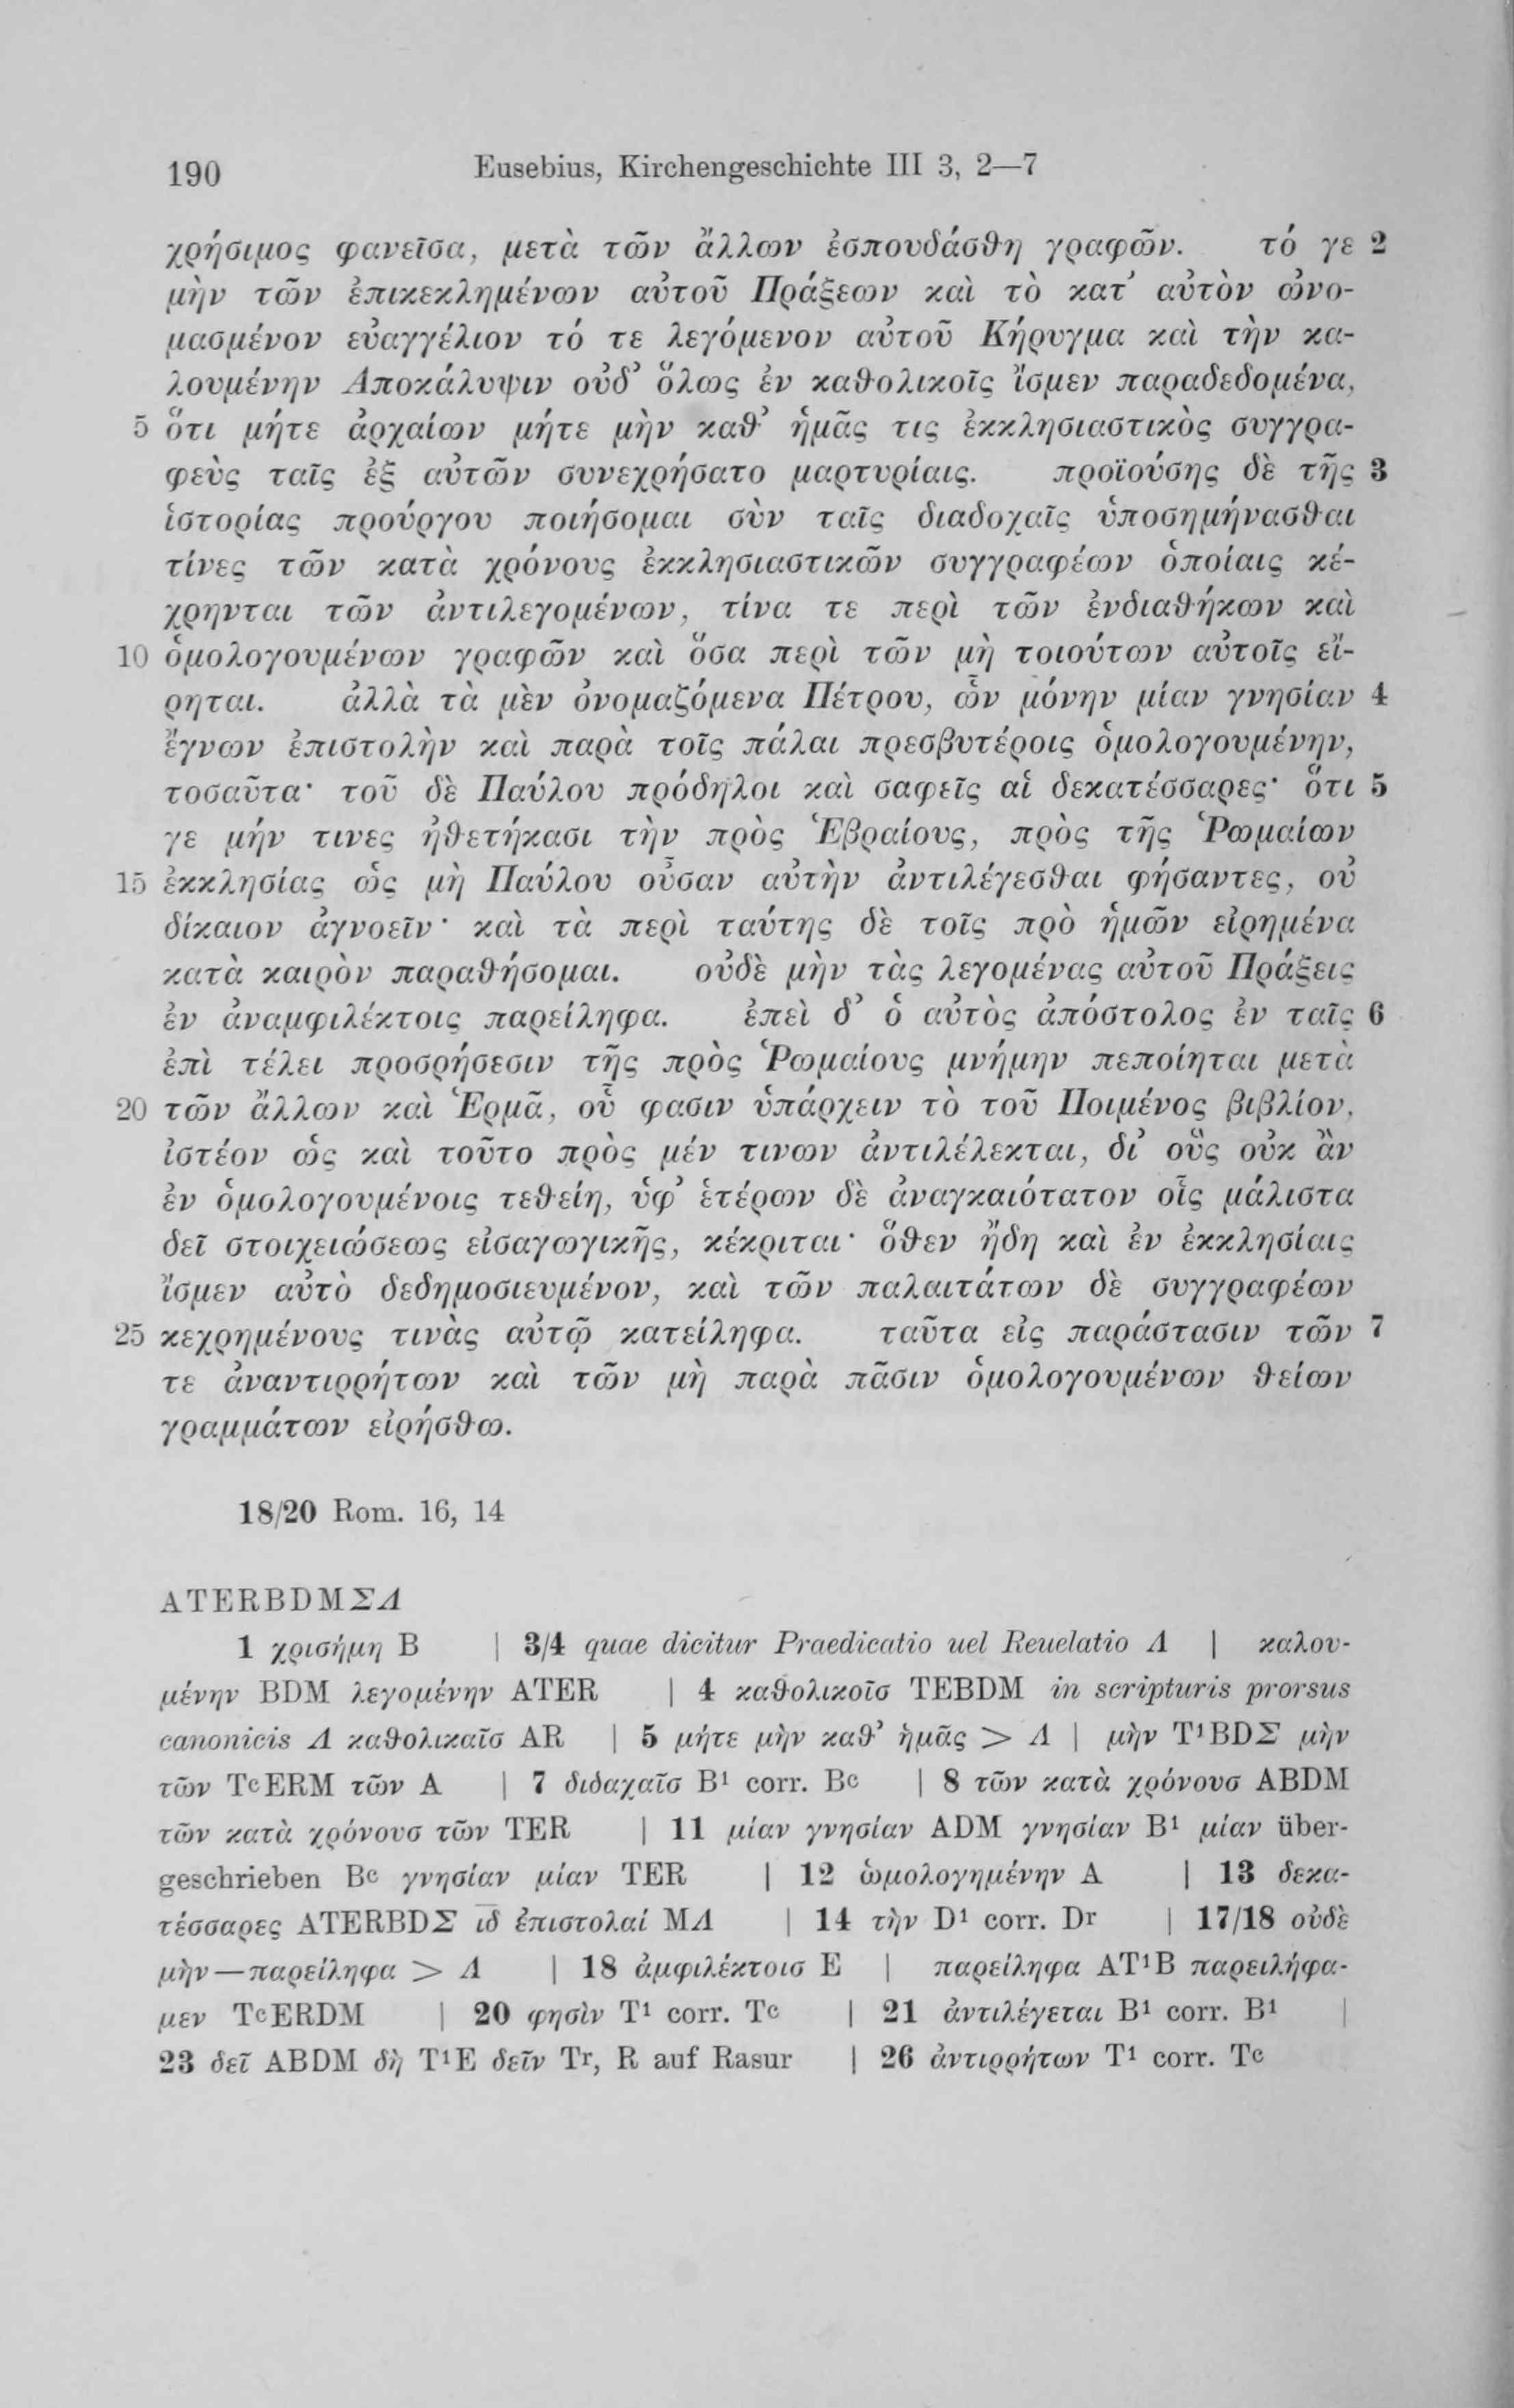 190 Eusebius, Kirchengeschichte III 3, 2—7
χρήσιμος φανεῖσα, μετὰ τῶν ἄλλων ἐσπουδάσθη γραφῶν. τό γε 2
μὴν τῶν ἐπικεκλημένων αὐτοῦ Πράξεων καὶ τὸ κατ’ αὐτὸν ὠνο-
μασμένον εὐαγγέλιον τό τε λεγόμενον αὐτοῦ Κήρυγμα καὶ τὴν κα-
λουμένην Ἀποκάλυψιν οὐδ’ ὅλως ἐν καθολικοῖς ἴσμεν παραδεδομένα,
5 ὅτι μήτε ἀρχαίων μήτε μὴν καθ’ ἡμᾶς τις ἐκκλησιαστικὸς συγγρα-
φεὺς ταῖς ἐξ αὐτῶν συνεχρήσατο μαρτυρίαις. προϊούσης δὲ τῆς 3
ἱστορίας προύργου ποιήσομαι σὺν ταῖς διαδοχαῖς ὑποσημήνασθαι
τίνες τῶν κατὰ χρόνους ἐκκλησιαστικῶν συγγραφέων ὁποίαις κέ-
χρηνται τῶν ἀντιλεγομένων, τίνα τε περὶ τῶν ἐνδιαθήκων καὶ
10 ὁμολογουμένων γραφῶν καὶ ὅσα περὶ τῶν μὴ τοιούτων αὐτοῖς εἴ-
ρηται. ἀλλὰ τὰ μὲν ὀνομαζόμενα Πέτρου, ὧν μόνην μίαν γνησίαν 4
ἔγνων ἐπιστολὴν καὶ παρὰ τοῖς πάλαι πρεσβυτέροις ὁμολογουμένην,
τοσαῦτα· τοῦ δὲ Παύλου πρόδηλοι καὶ σαφεῖς αἱ δεκατέσσαρες· ὅτι 5
γε μήν τινες ἠθετήκασι τὴν πρὸς Ἑβραίους, πρὸς τῆς Ῥωμαίων
15 ἐκκλησίας ὡς μὴ Παύλου οὖσαν αὐτὴν ἀντιλέγεσθαι φήσαντες, οὐ
δίκαιον ἀγνοεῖν· καὶ τὰ περὶ ταύτης δὲ τοῖς πρὸ ἡμῶν εἰρημένα
κατὰ καιρὸν παραθήσομαι. οὐδὲ μὴν τὰς λεγομένας αὐτοῦ Πράξεις
ἐν ἀναμφιλέκτοις παρείληφα. ἐπεὶ δ’ ὁ αὐτὸς ἀπόστολος ἐν ταῖς 6
ἐπὶ τέλει προσρήσεσιν τῆς πρὸς Ῥωμαίους μνήμην πεποίηται μετὰ
20 τῶν ἄλλων καὶ Ἑρμᾶ, οὗ φασιν ὑπάρχειν τὸ τοῦ Ποιμένος βιβλίον,
ἰστέον ὡς καὶ τοῦτο πρὸς μέν τινων ἀντιλέλεκται, δι’ οὓς οὐκ ἂν
ἐν ὁμολογουμένοις τεθείη, ὑφ’ ἑτέρων δὲ ἀναγκαιότατον οἷς μάλιστα
δεῖ στοιχειώσεως εἰσαγωγικῆς, κέκριται· ὅθεν ἤδη καὶ ἐν ἐκκλησίαις
ἴσμεν αὐτὸ δεδημοσιευμένον, καὶ τῶν παλαιτάτων δὲ συγγραφέων
25 κεχρημένους τινὰς αὐτῷ κατείληφα. ταῦτα εἰς παράστασιν τῶν 7
τε ἀναντιρρήτων καὶ τῶν μὴ παρὰ πᾶσιν ὁμολογουμένων θείων
γραμμάτων εἰρήσθω.
18/20 Rom. 16, 14
ATERBDMΣΛ
1 χρισήμη B | 3/4 quae dicitur Praedicatio uel Reuelatio Λ | καλου-
μένην BDM λεγομένην ATER | 4 καθολικοῖσ TEBDM in scripturis prorsus
canonicis Λ καθολικαῖσ AR | 5 μήτε μὴν καθ’ ἡμᾶς > Λ | μὴν T¹BDΣ μὴν
τῶν TᶜERM τῶν A | 7 διδαχαῖσ B¹ corr. Bᶜ | 8 τῶν κατὰ χρόνουσ ABDM
τῶν κατὰ χρόνουσ τῶν TER | 11 μίαν γνησίαν ADM γνησίαν B¹ μίαν über-
geschrieben Bᶜ γνησίαν μίαν TER | 12 ὡμολογημένην A | 13 δεκα-
τέσσαρες ATERBDΣ ι̅δ̅ ἐπιστολαί MΛ | 14 τὴν D¹ corr. Dʳ | 17/18 οὐδὲ
μὴν—παρείληφα > Λ | 18 ἀμφιλέκτοισ E | παρείληφα AT¹B παρειλήφα-
μεν TᶜERDM | 20 φησὶν T¹ corr. Tᶜ | 21 ἀντιλέγεται B¹ corr. B¹ |
23 δεῖ ABDM δὴ T¹E δεῖν Tʳ, R auf Rasur | 26 ἀντιρρήτων T¹ corr. Tᶜ